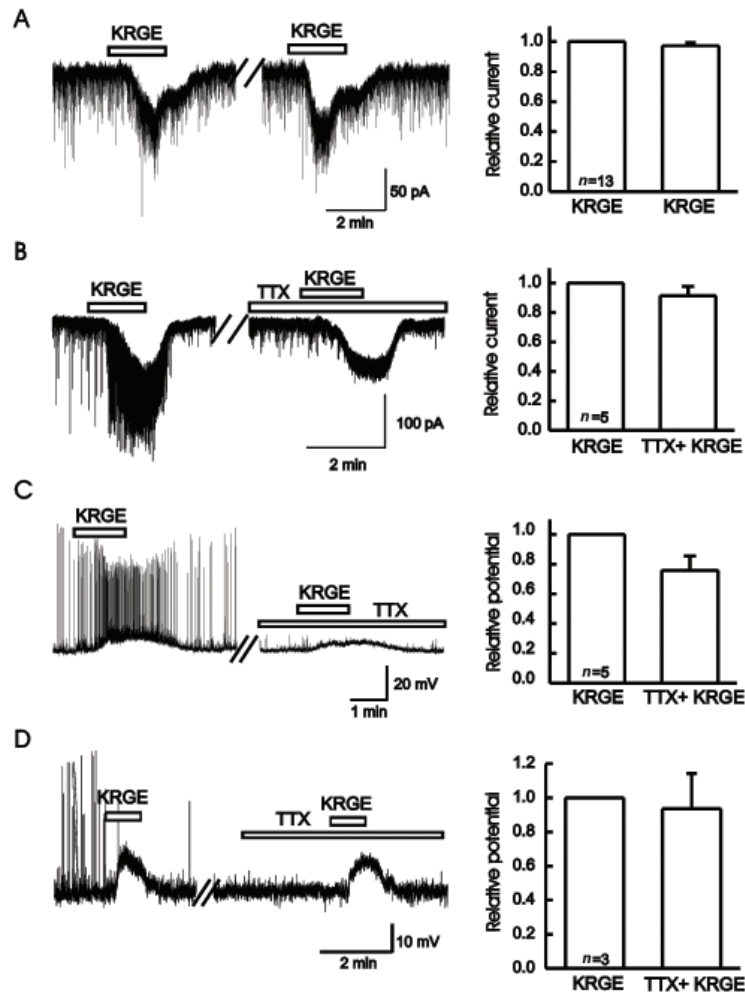 A
KRGE
KRGE
50 pA
2 min
Relative current
1.0
0.8
0.6
0.4
0.2
0.0
n=13
KRGE KRGE
B
KRGE
TTX KRGE
100 pA
2 min
Relative current
1.0
0.8
0.6
0.4
0.2
0.0
n=5
KRGE TTX+ KRGE
C
KRGE
KRGE
TTX
20 mV
1 min
Relative potential
1.0
0.8
0.6
0.4
0.2
0.0
n=5
KRGE TTX+ KRGE
D
KRGE
KRGE
TTX
10 mV
2 min
Relative potential
1.2
1.0
0.8
0.6
0.4
0.2
0.0
n=3
KRGE TTX+ KRGE